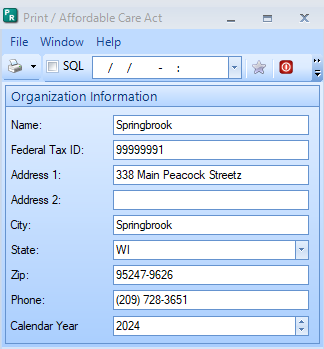 PR Print / Affordable Care Act
File Window Help
SQL / / - :
Organization Information
Name: Springbrook
Federal Tax ID: 99999991
Address 1: 338 Main Peacock Streetz
Address 2:
City: Springbrook
State: WI
Zip: 95247-9626
Phone: (209) 728-3651
Calendar Year 2024